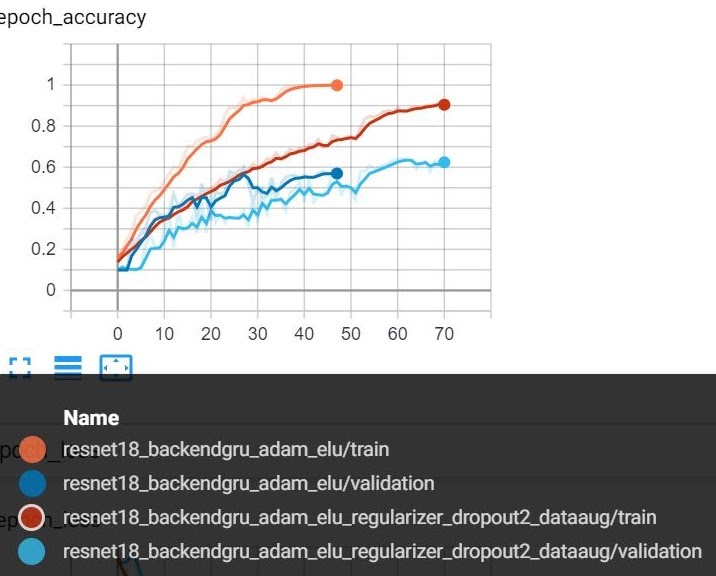 epoch_accuracy
1
0.8
0.6
0.4
0.2
0
0 10 20 30 40 50 60 70
Name
resnet18_backendgru_adam_elu/train
resnet18_backendgru_adam_elu/validation
resnet18_backendgru_adam_elu_regularizer_dropout2_dataaug/train
resnet18_backendgru_adam_elu_regularizer_dropout2_dataaug/validation